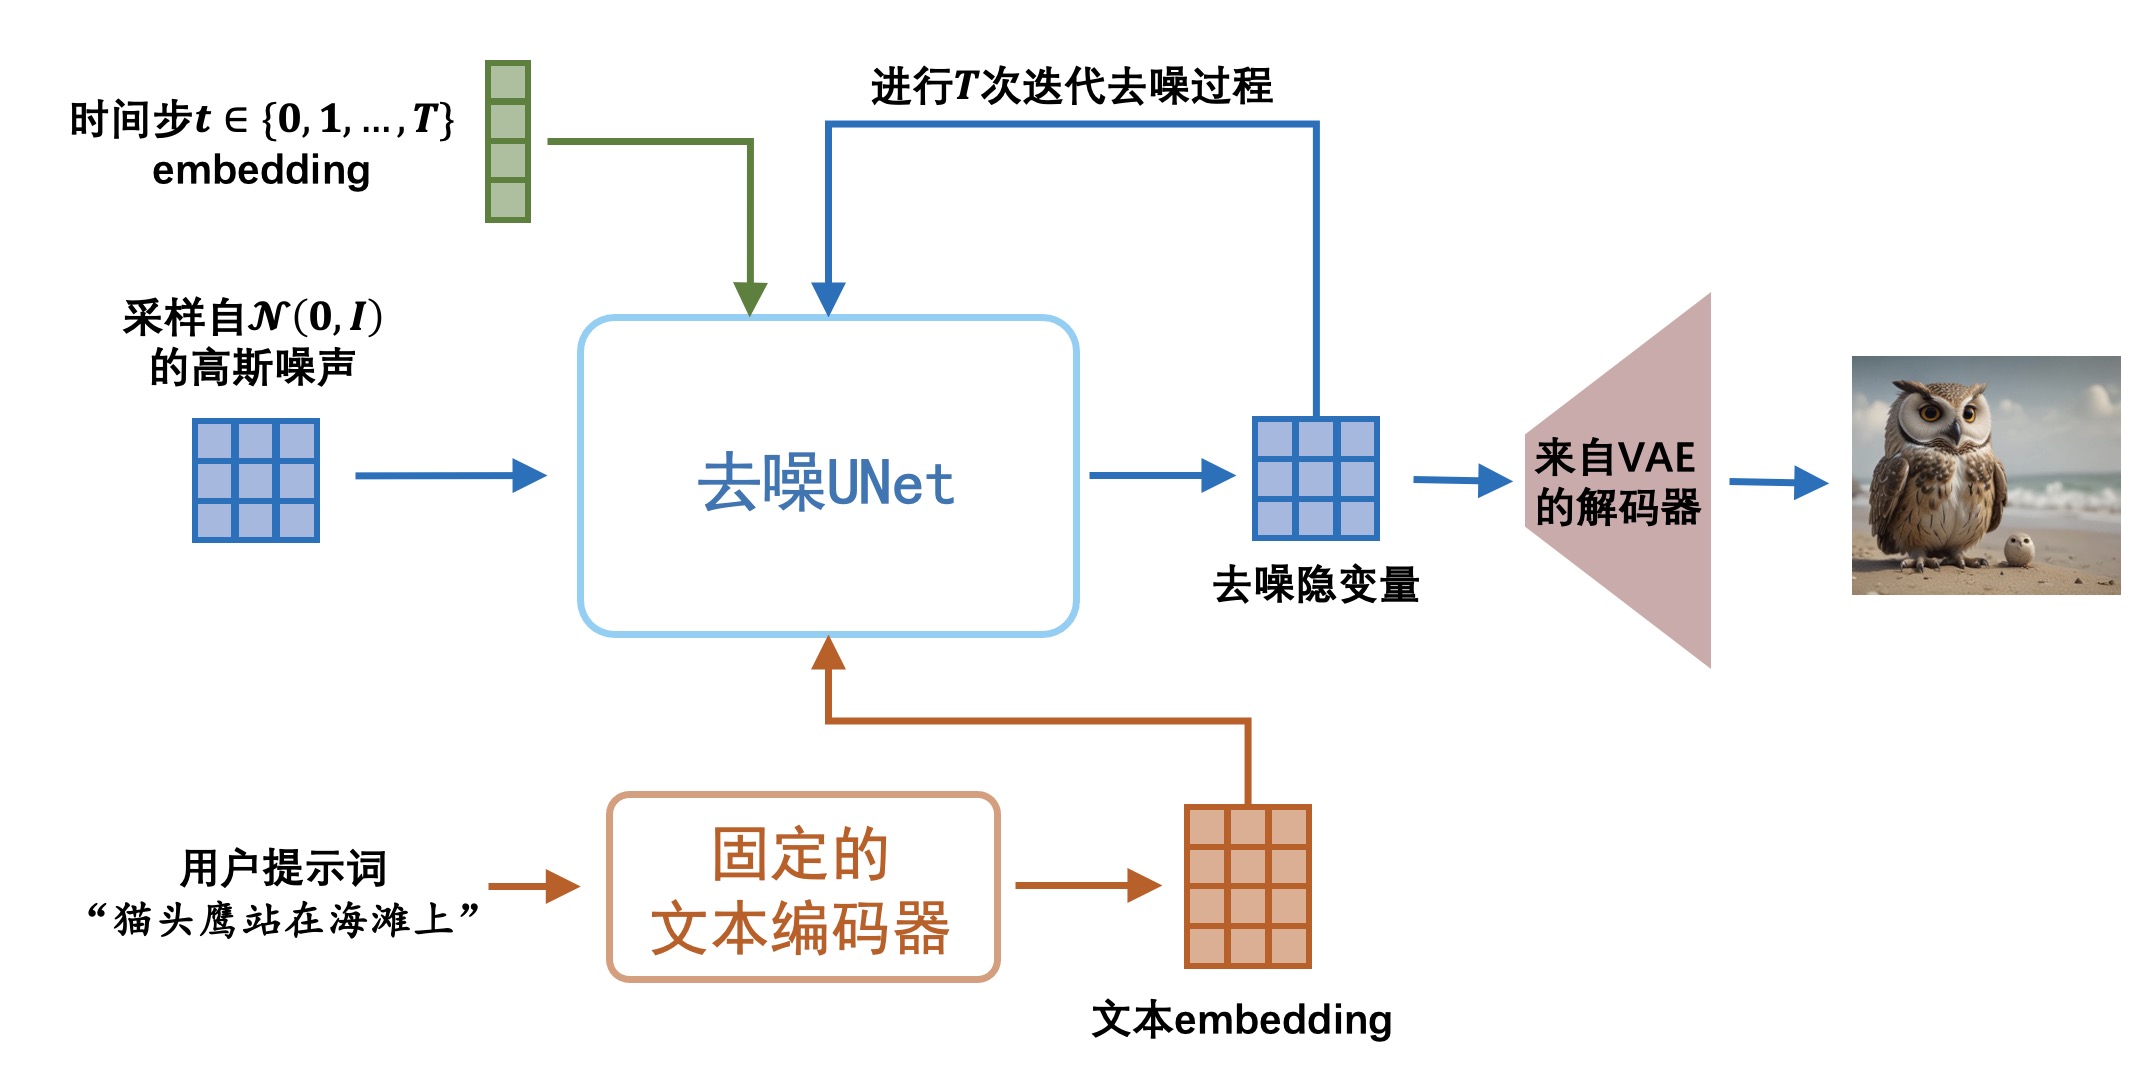 进行T次迭代去噪过程
时间步t ∈ {0, 1, ..., T}
embedding
采样自𝒩(0, I)
的高斯噪声
去噪UNet
来自VAE
的解码器
去噪隐变量
用户提示词
“猫头鹰站在海滩上”
固定的
文本编码器
文本embedding